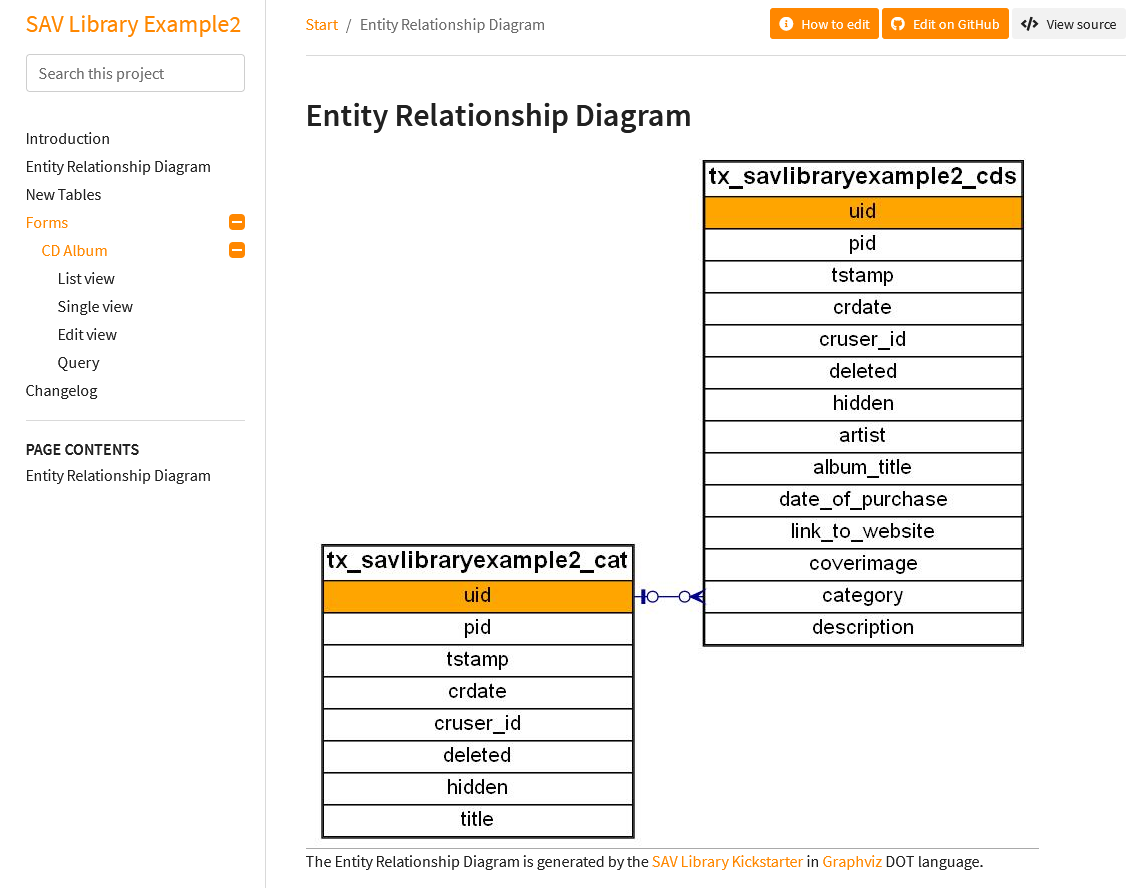 SAV Library Example2
Search this project
Introduction
Entity Relationship Diagram
New Tables
Forms
CD Album
List view
Single view
Edit view
Query
Changelog
PAGE CONTENTS
Entity Relationship Diagram
Start / Entity Relationship Diagram
How to edit
Edit on GitHub
View source
Entity Relationship Diagram
tx_savlibraryexample2_cds
uid
pid
tstamp
crdate
cruser_id
deleted
hidden
artist
album_title
date_of_purchase
link_to_website
coverimage
category
description
tx_savlibraryexample2_cat
uid
pid
tstamp
crdate
cruser_id
deleted
hidden
title
The Entity Relationship Diagram is generated by the SAV Library Kickstarter in Graphviz DOT language.